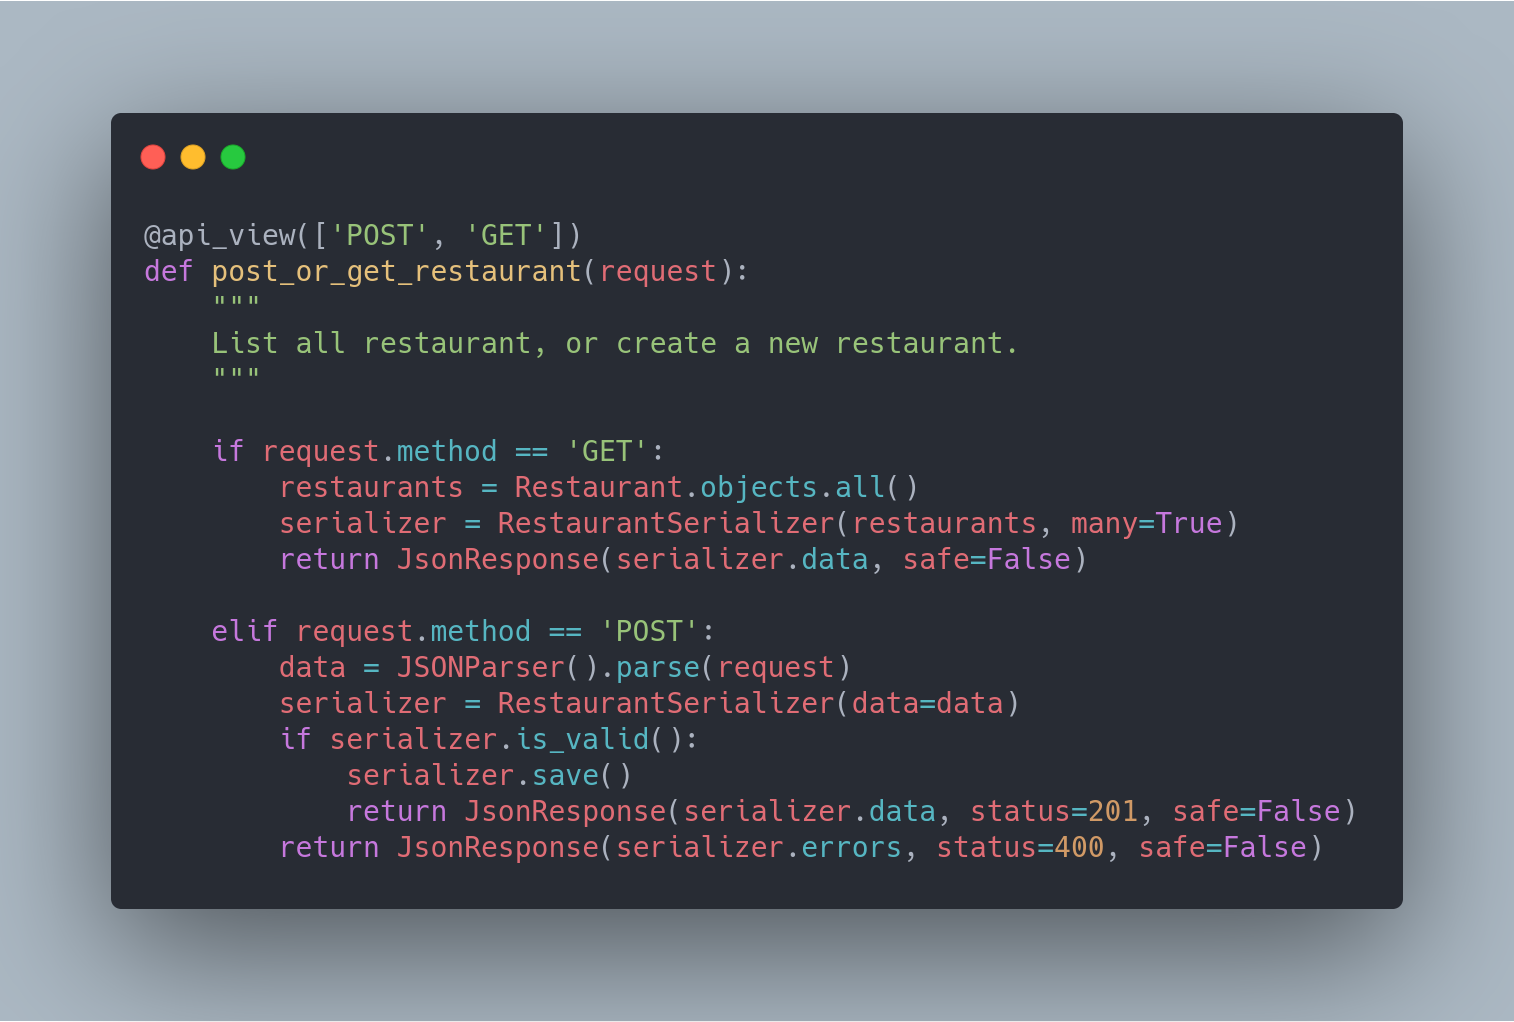 @api_view(['POST', 'GET'])
def post_or_get_restaurant(request):
    """
    List all restaurant, or create a new restaurant.
    """

    if request.method == 'GET':
        restaurants = Restaurant.objects.all()
        serializer = RestaurantSerializer(restaurants, many=True)
        return JsonResponse(serializer.data, safe=False)

    elif request.method == 'POST':
        data = JSONParser().parse(request)
        serializer = RestaurantSerializer(data=data)
        if serializer.is_valid():
            serializer.save()
            return JsonResponse(serializer.data, status=201, safe=False)
        return JsonResponse(serializer.errors, status=400, safe=False)